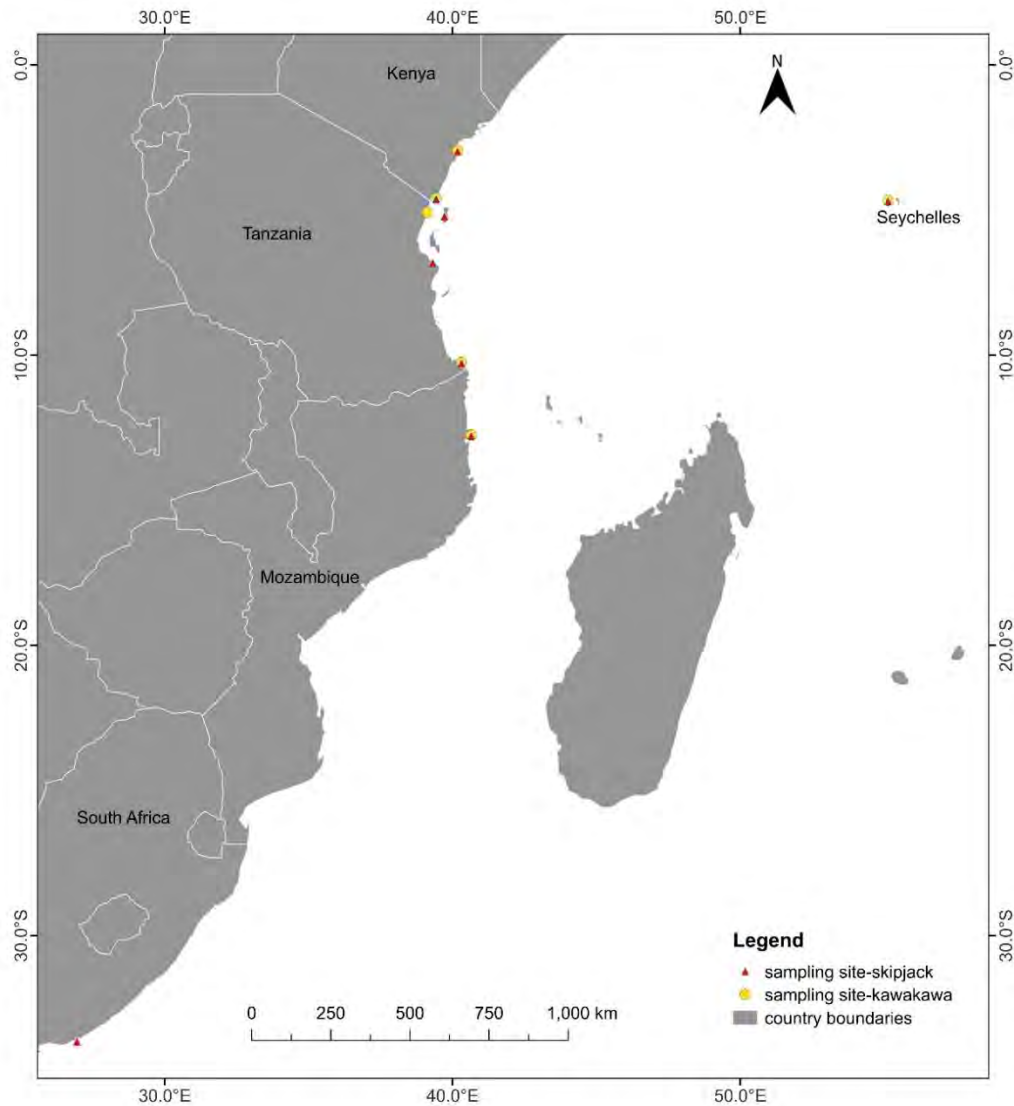 30.0°E 40.0°E 50.0°E
0.0° 0.0°
N
Kenya
Seychelles
Tanzania
10.0°S 10.0°S
Mozambique
20.0°S 20.0°S
South Africa
30.0°S 30.0°S
Legend
sampling site-skipjack
sampling site-kawakawa
country boundaries
0 250 500 750 1,000 km
30.0°E 40.0°E 50.0°E